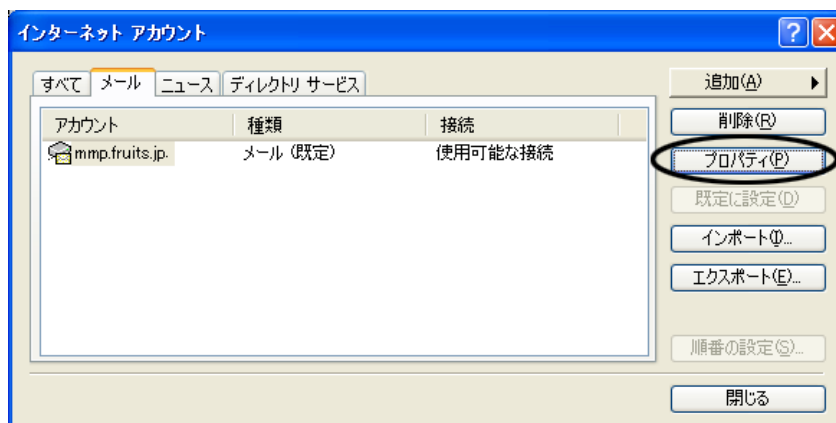 インターネット アカウント
すべて メール ニュース ディレクトリ サービス
アカウント 種類 接続
mmp.fruits.jp. メール (既定) 使用可能な接続
追加(A)
削除(R)
プロパティ(P)
既定に設定(D)
インポート(I)...
エクスポート(E)...
順番の設定(S)...
閉じる